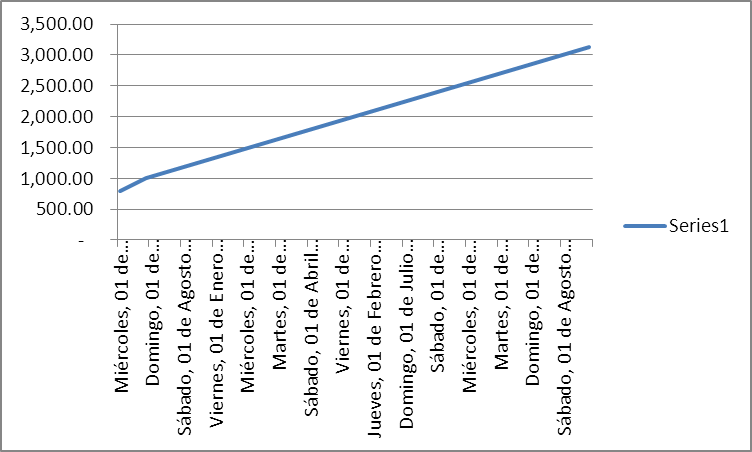 3,500.00
3,000.00
2,500.00
2,000.00
1,500.00
1,000.00
500.00
-
Miércoles, 01 de...
Domingo, 01 de...
Sábado, 01 de Agosto...
Viernes, 01 de Enero...
Miércoles, 01 de...
Martes, 01 de...
Sábado, 01 de Abril...
Viernes, 01 de...
Jueves, 01 de Febrero...
Domingo, 01 de Julio...
Sábado, 01 de...
Miércoles, 01 de...
Martes, 01 de...
Domingo, 01 de...
Sábado, 01 de Agosto...
Series1